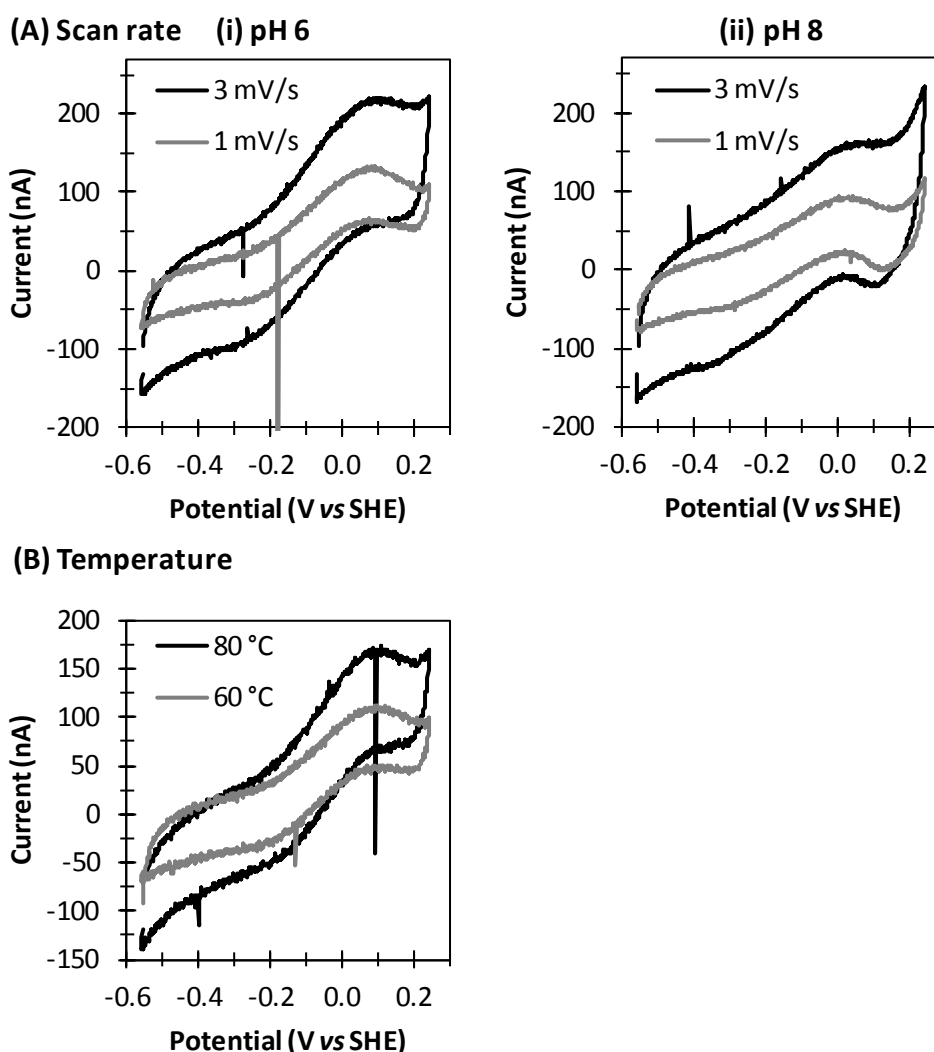 (A) Scan rate (i) pH 6 (ii) pH 8
3 mV/s
1 mV/s
200
100
0
-100
-200
Current (nA)
-0.6 -0.4 -0.2 0.0 0.2
Potential (V vs SHE)
3 mV/s
1 mV/s
200
100
0
-100
-200
Current (nA)
-0.6 -0.4 -0.2 0.0 0.2
Potential (V vs SHE)
(B) Temperature
80 °C
60 °C
200
150
100
50
0
-50
-100
-150
Current (nA)
-0.6 -0.4 -0.2 0.0 0.2
Potential (V vs SHE)